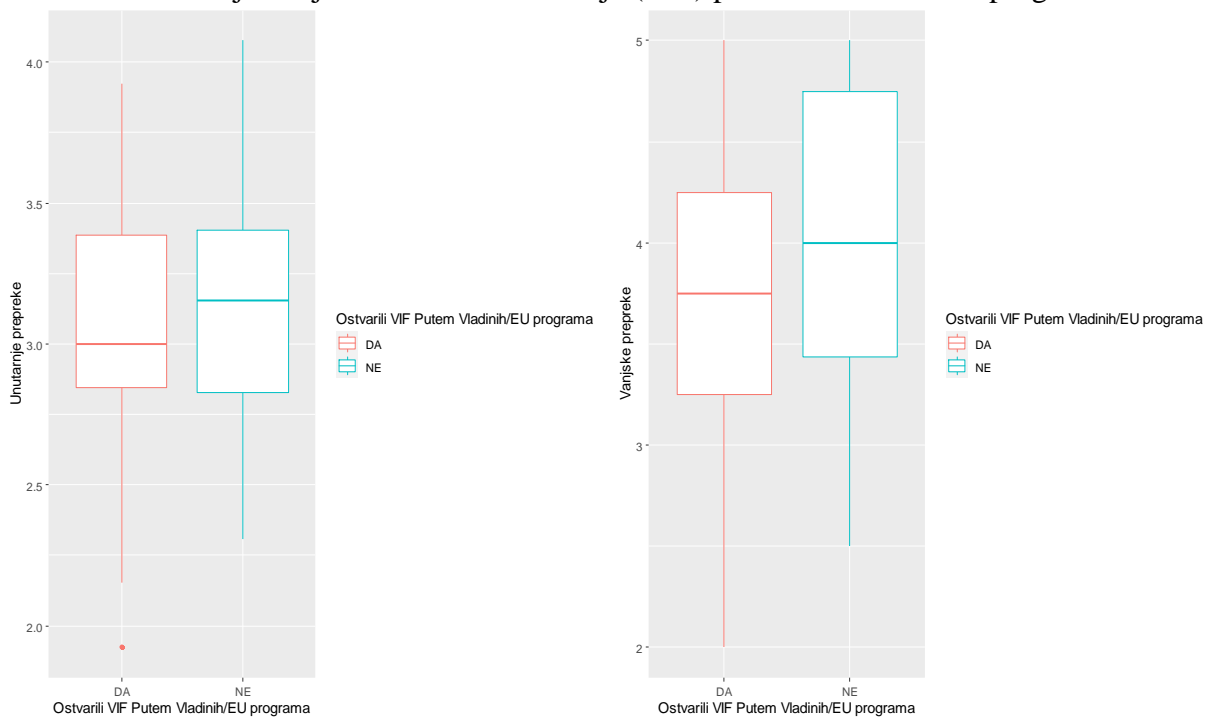 4.0
3.5
3.0
2.5
2.0
Unutarnje prepreke
DA
NE
Ostvarili VIF Putem Vladinih/EU programa
Ostvarili VIF Putem Vladinih/EU programa
DA
NE
5
4
3
2
Vanjske prepreke
DA
NE
Ostvarili VIF Putem Vladinih/EU programa
Ostvarili VIF Putem Vladinih/EU programa
DA
NE